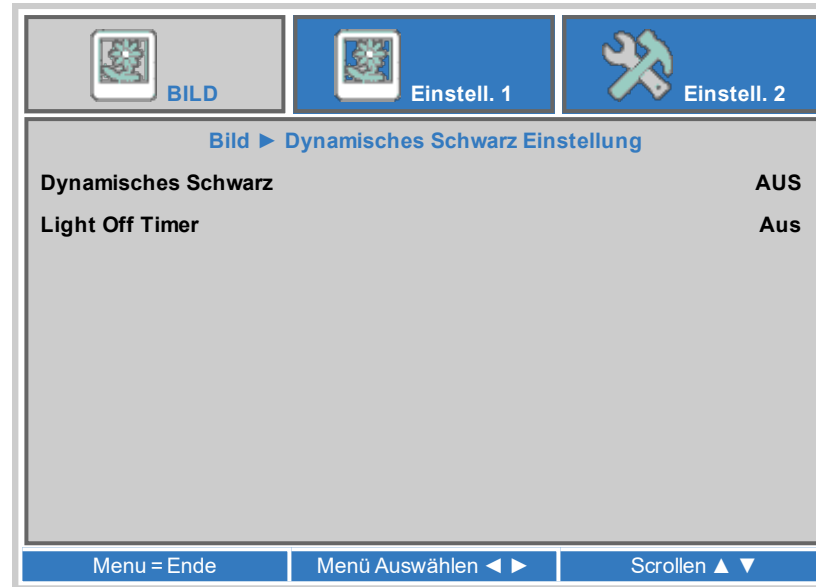 BILD
Einstell. 1
Einstell. 2
Bild ► Dynamisches Schwarz Einstellung
Dynamisches Schwarz AUS
Light Off Timer Aus
Menu = Ende
Menü Auswählen ◄ ►
Scrollen ▲ ▼